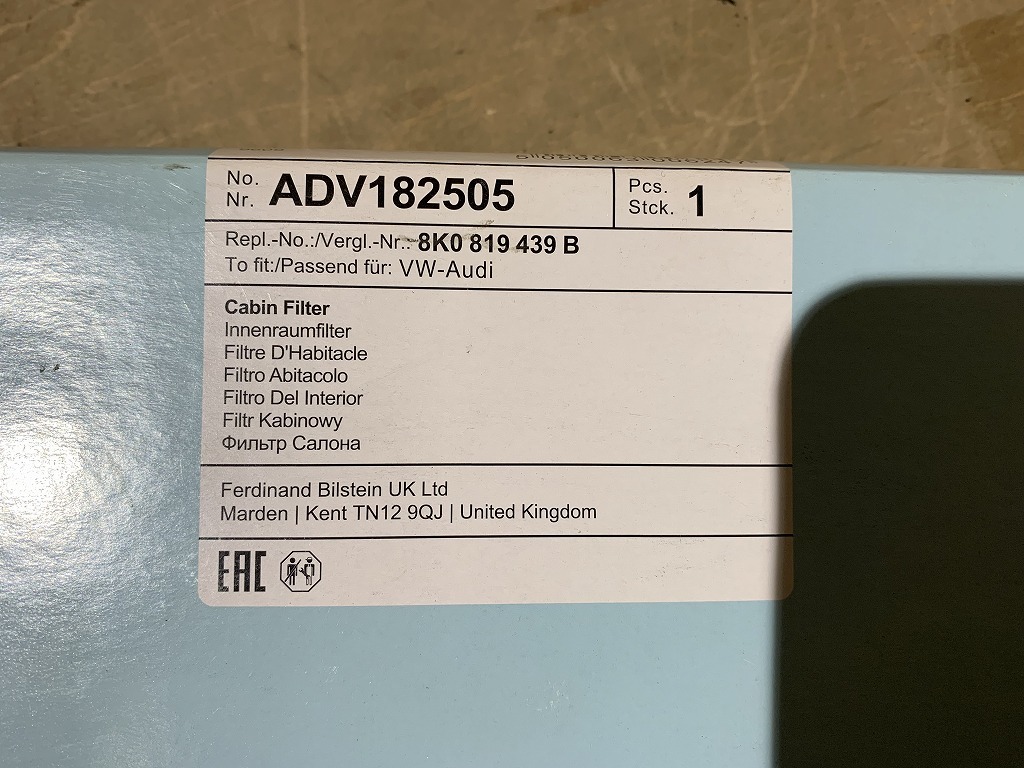 No.
Nr. ADV182505
Pcs.
Stck. 1
Repl.-No.:/Vergl.-Nr.: 8K0 819 439 B
To fit:/Passend für: VW-Audi
Cabin Filter
Innenraumfilter
Filtre D'Habitacle
Filtro Abitacolo
Filtro Del Interior
Filtr Kabinowy
Фильтр Салона
Ferdinand Bilstein UK Ltd
Marden | Kent TN12 9QJ | United Kingdom
EAC